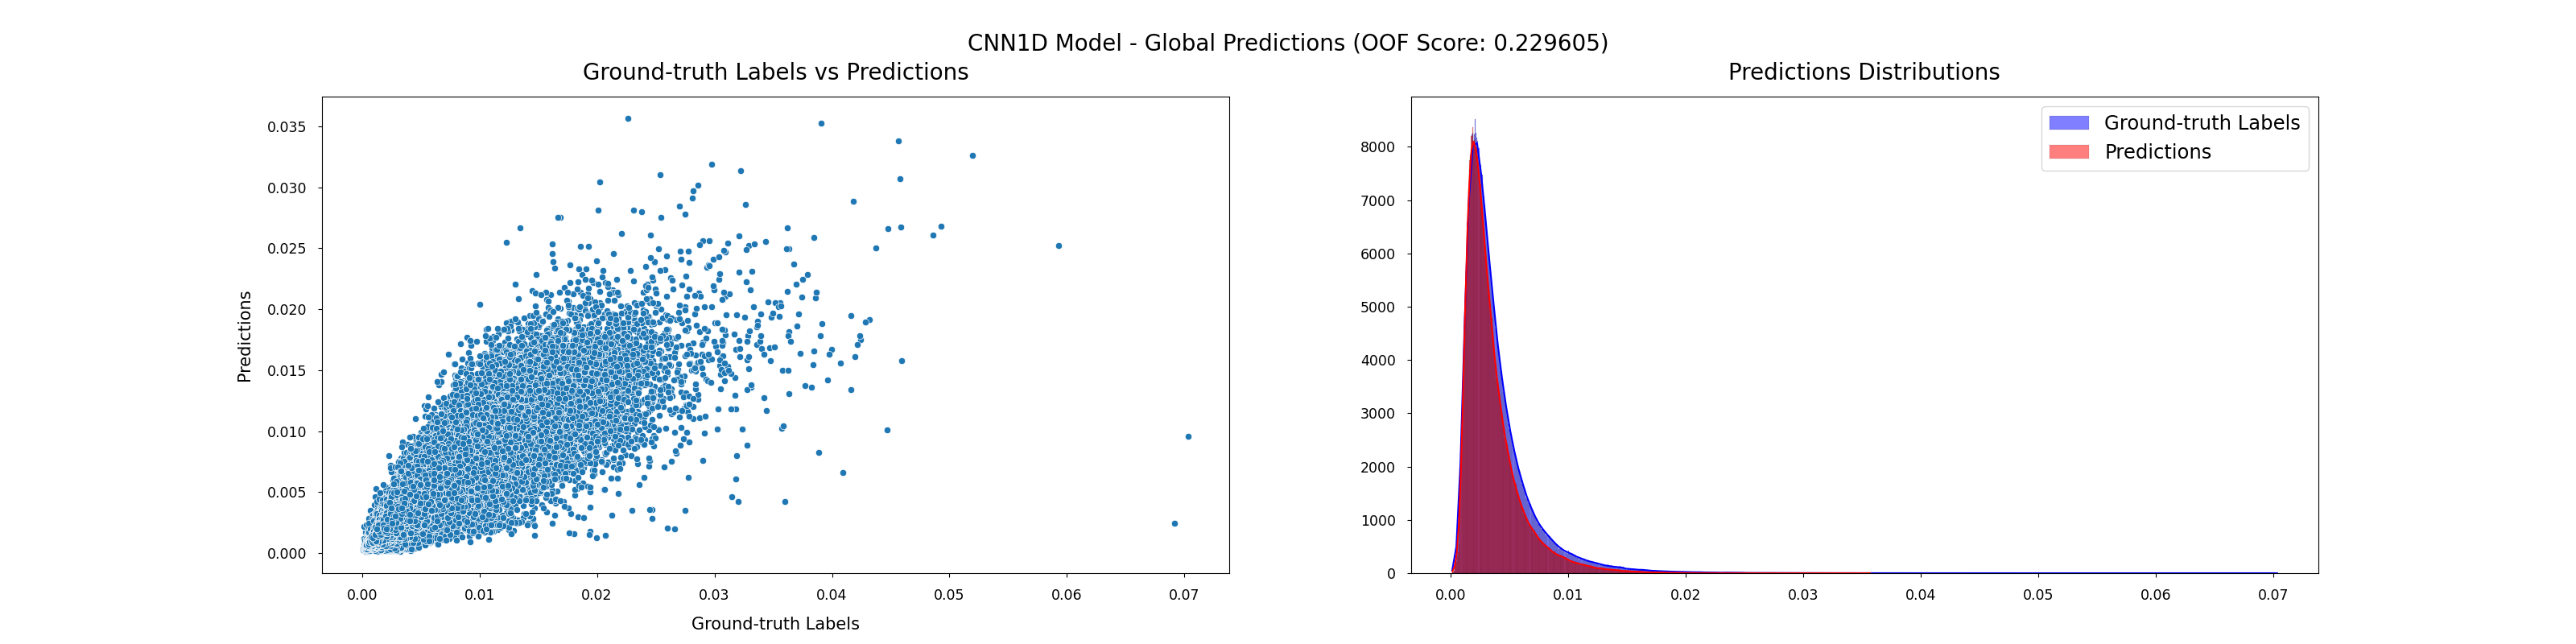 CNN1D Model - Global Predictions (OOF Score: 0.229605)
Ground-truth Labels vs Predictions
0.035
0.030
0.025
0.020
0.015
0.010
0.005
0.000
Predictions
0.00 0.01 0.02 0.03 0.04 0.05 0.06 0.07
Ground-truth Labels
Predictions Distributions
Ground-truth Labels
Predictions
8000
7000
6000
5000
4000
3000
2000
1000
0
0.00 0.01 0.02 0.03 0.04 0.05 0.06 0.07